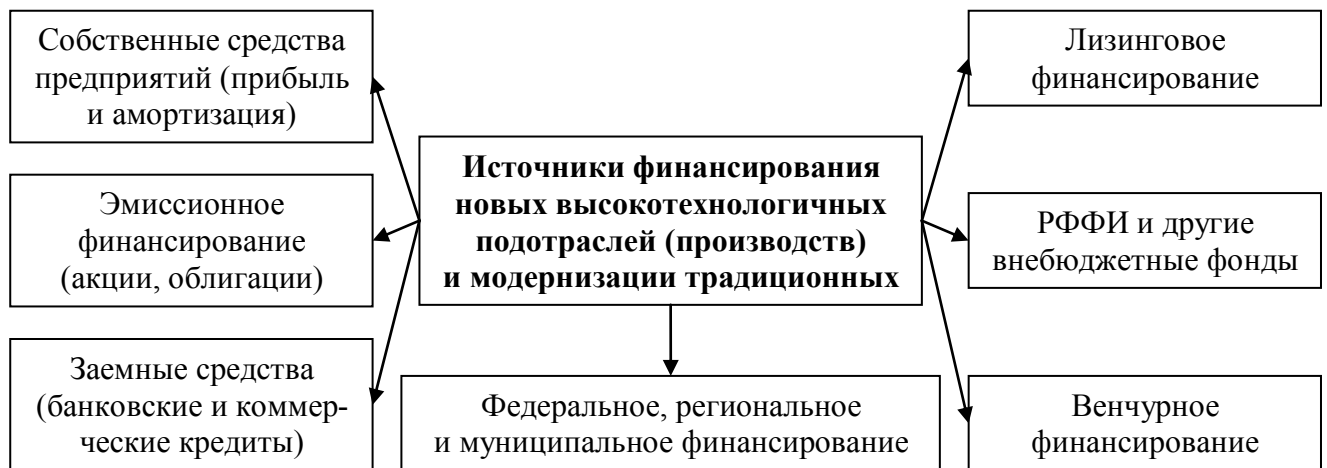 Собственные средства
предприятий (прибыль
и амортизация)
Эмиссионное
финансирование
(акции, облигации)
Заемные средства
(банковские и коммер-
ческие кредиты)
Источники финансирования
новых высокотехнологичных
подотраслей (производств)
и модернизации традиционных
Федеральное, региональное
и муниципальное финансирование
Лизинговое
финансирование
РФФИ и другие
внебюджетные фонды
Венчурное
финансирование